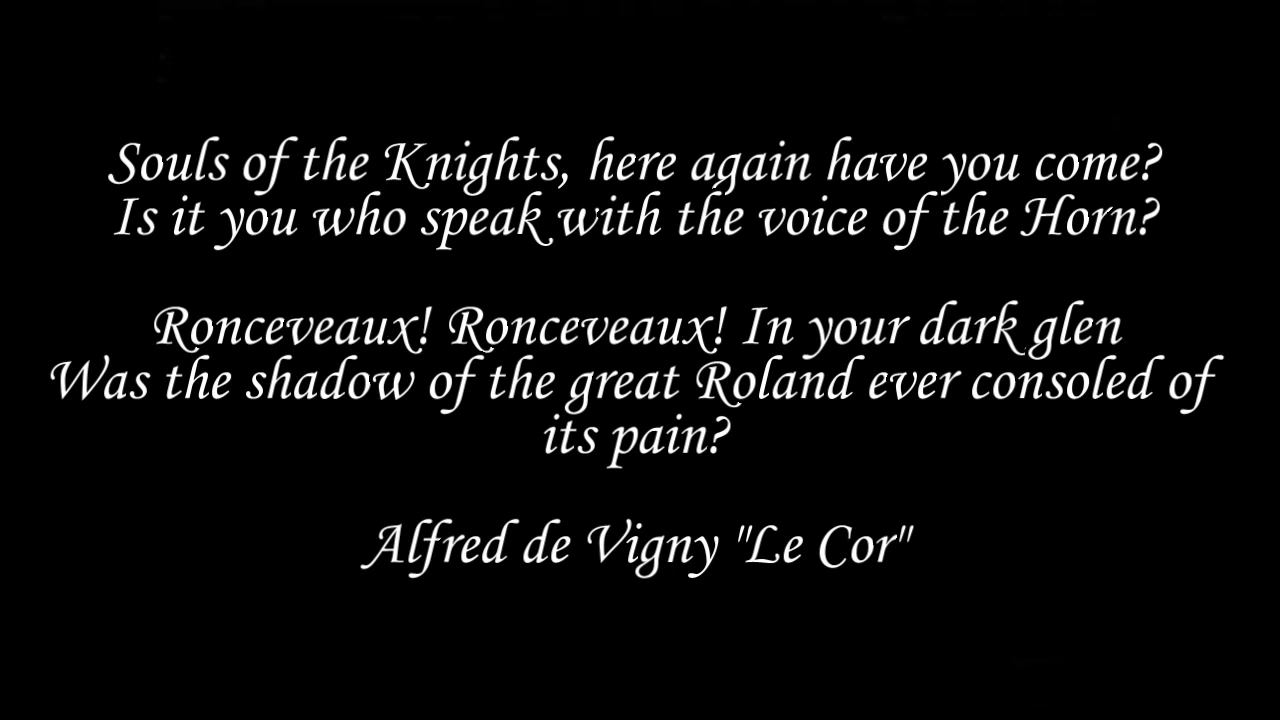 Souls of the Knights, here again have you come?
Is it you who speak with the voice of the Horn?
Ronceveaux! Ronceveaux! In your dark glen
Was the shadow of the great Roland ever consoled of
its pain?
Alfred de Vigny "Le Cor"